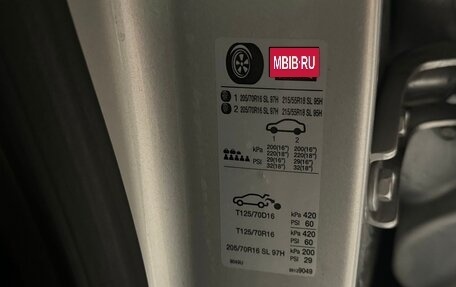 MBIB.RU
1 205/70R16 SL 97H 215/55R18 SL 95H
2 205/70R16 SL 97H 215/55R18 SL 95H
1 2
kPa 200(16") 200(16")
220(18") 220(18")
PSI 29(16") 29(16")
32(18") 32(18")
T125/70D16 kPa 420
PSI 60
T125/70R16 kPa 420
PSI 60
205/70R16 SL 97H kPa 200
PSI 29
9049U 9049